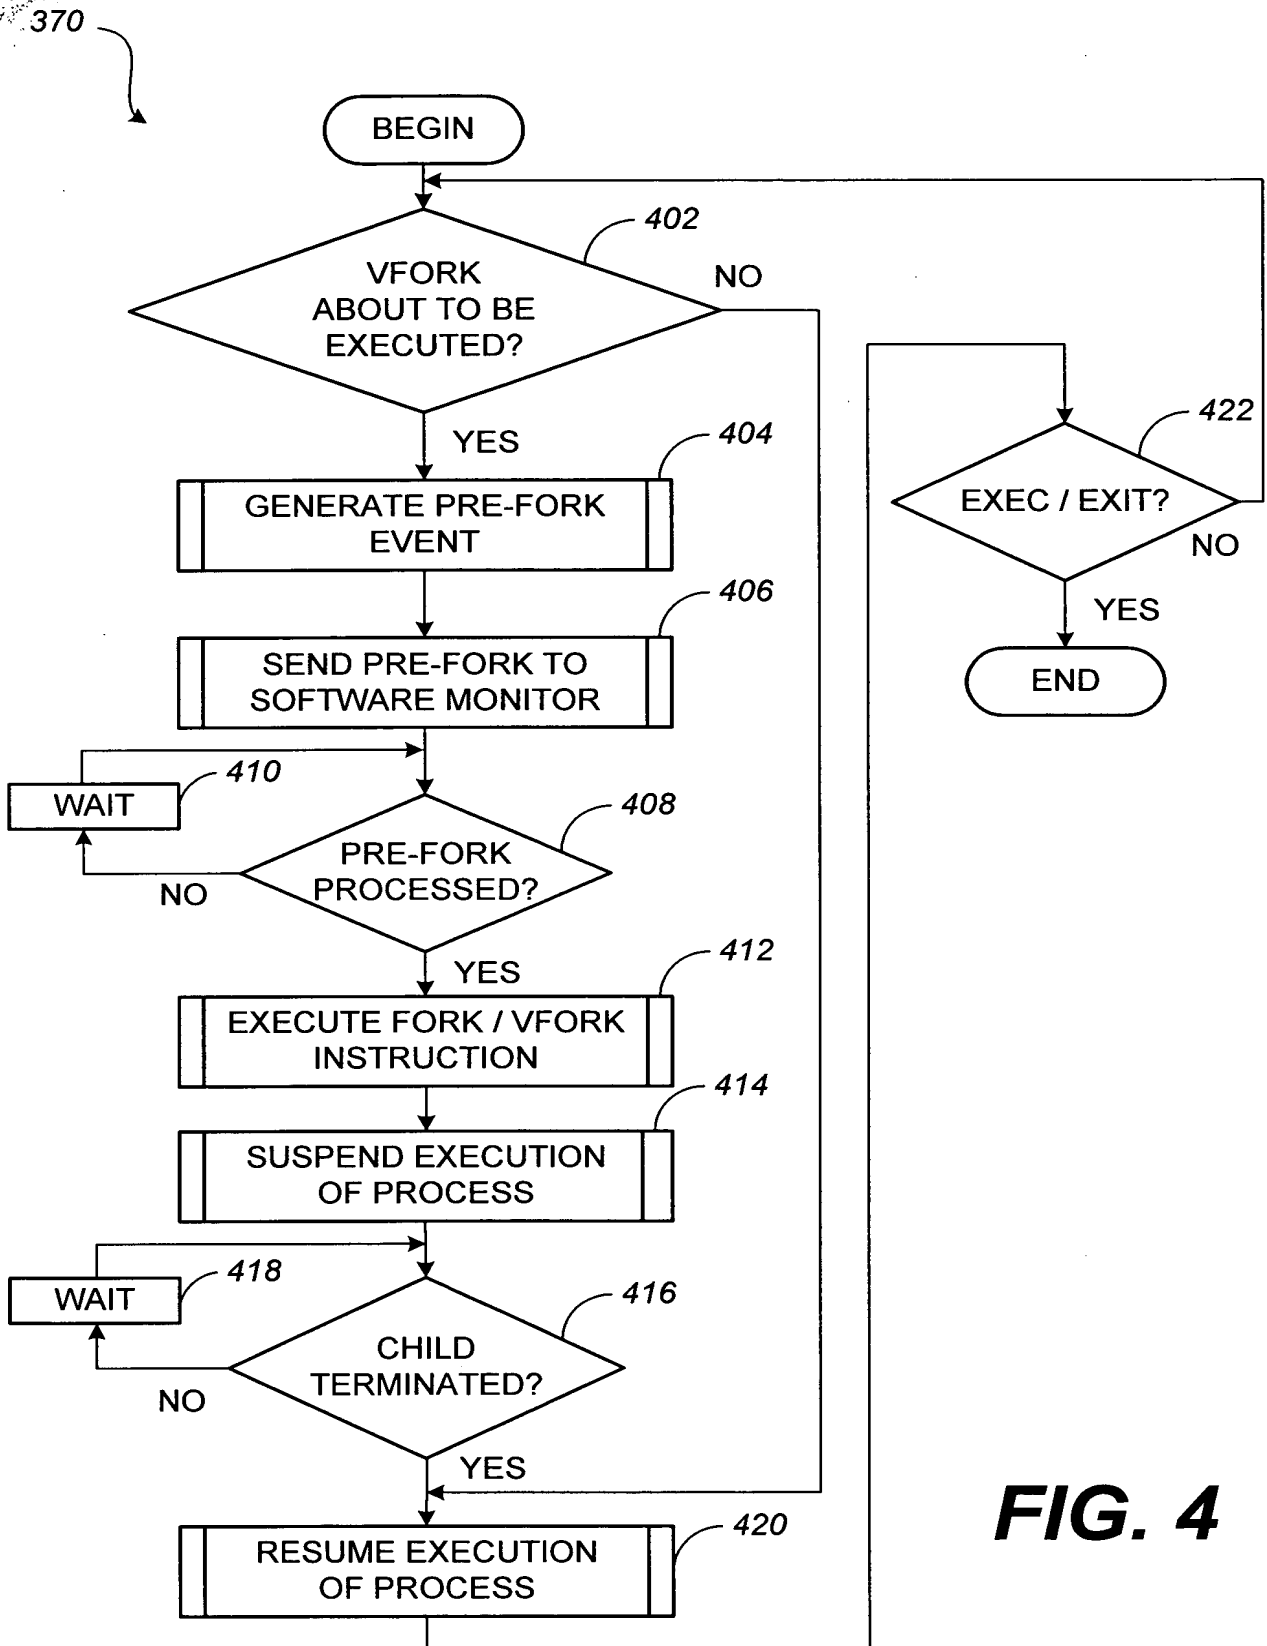 370
BEGIN
402
VFORK
ABOUT TO BE
EXECUTED?
NO
YES
404
GENERATE PRE-FORK
EVENT
406
SEND PRE-FORK TO
SOFTWARE MONITOR
410
WAIT
408
PRE-FORK
PROCESSED?
NO
YES
412
EXECUTE FORK / VFORK
INSTRUCTION
414
SUSPEND EXECUTION
OF PROCESS
418
WAIT
416
CHILD
TERMINATED?
NO
YES
420
RESUME EXECUTION
OF PROCESS
422
EXEC / EXIT?
NO
YES
END
FIG. 4